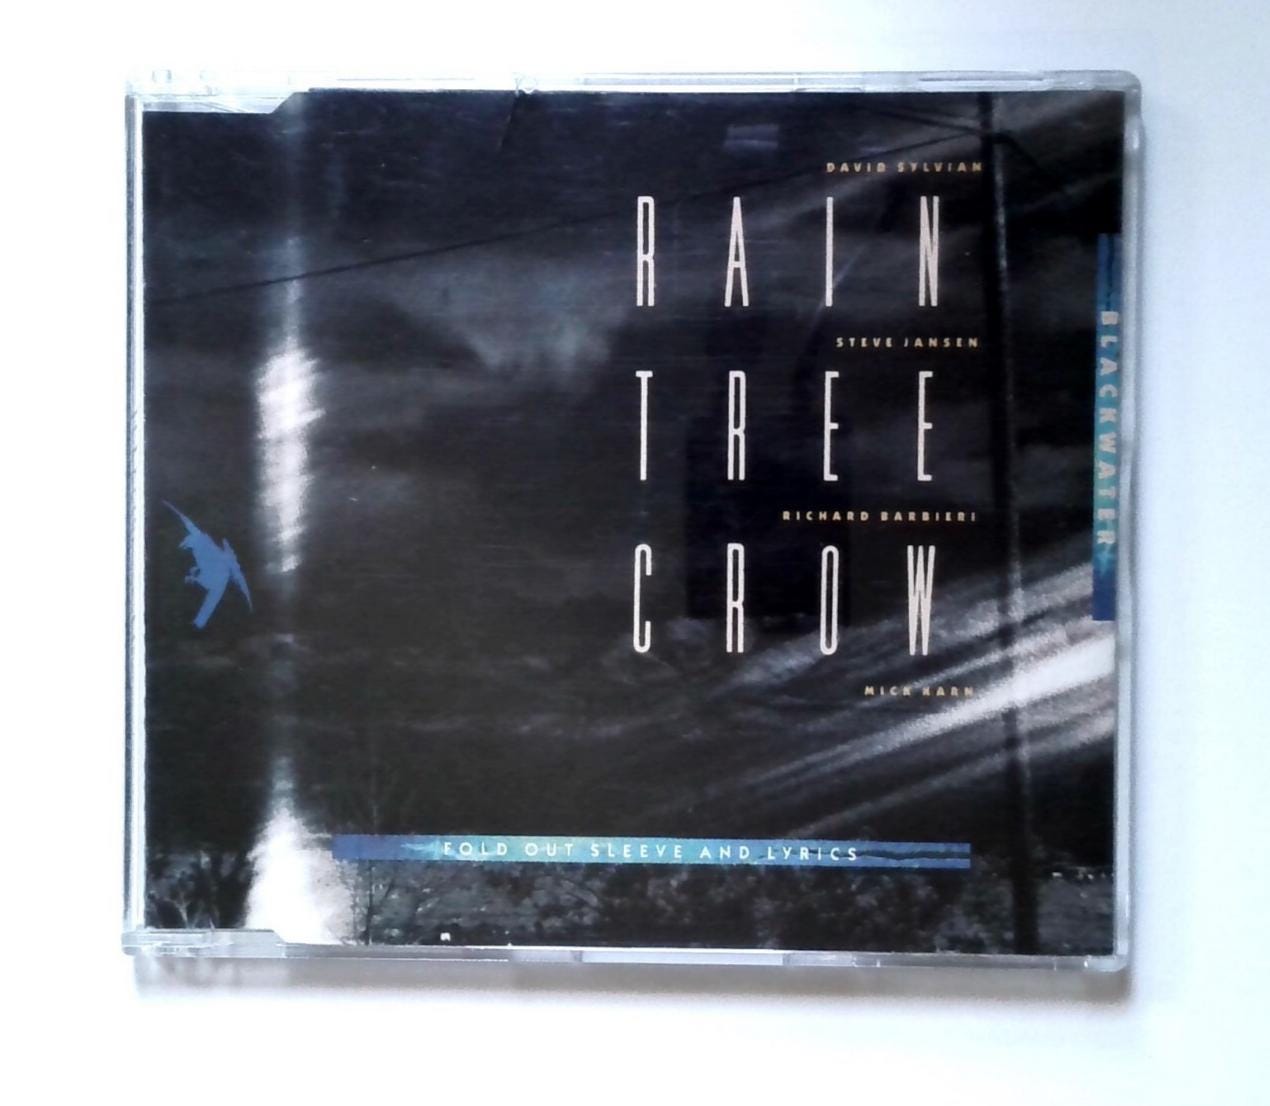 DAVID SYLVIAN
RAIN
STEVE JANSEN
TREE
RICHARD BARBIERI
CROW
MICK KARN
BLACKWATER
FOLD OUT SLEEVE AND LYRICS